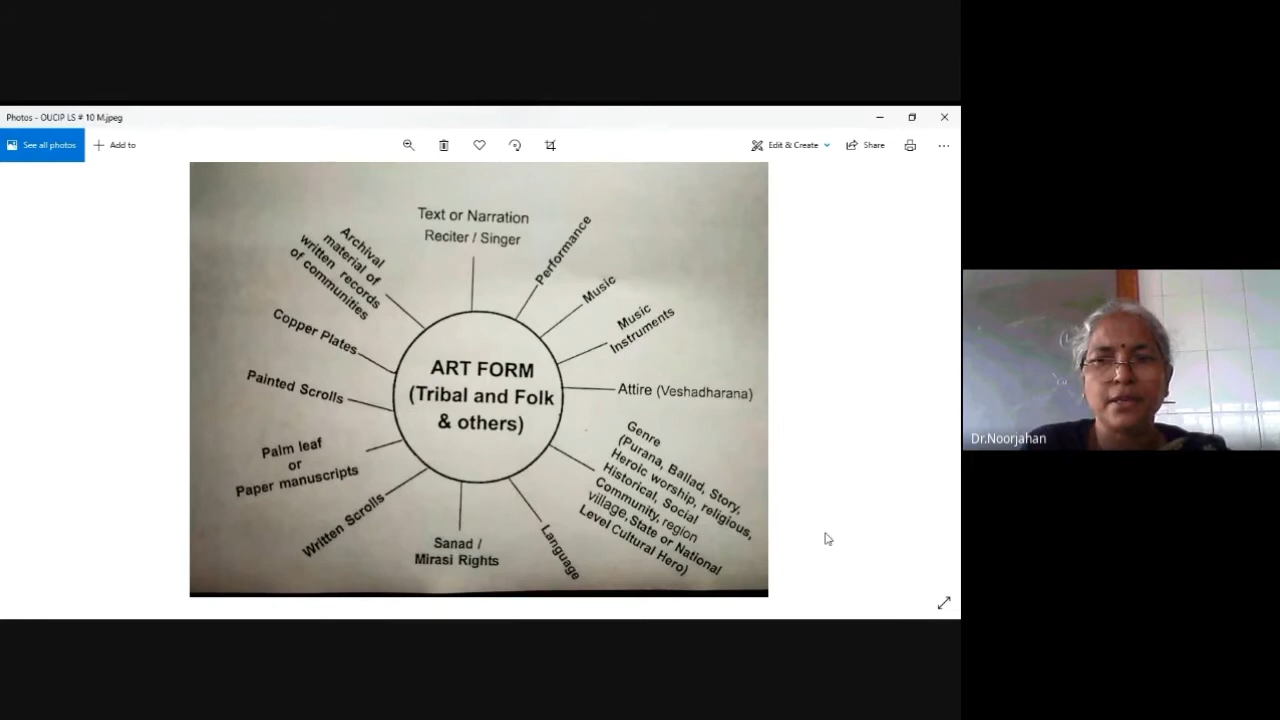 Photos - OUCIP LS # 10 M.jpeg
See all photos
Add to
Edit & Create
Share
Text or Narration
Reciter / Singer
Performance
Music
Music
Instruments
Attire (Veshadharana)
Genre
(Purana, Ballad, Story,
Heroic worship, religious,
Historical, Social
Community, region
village, State or National
Level Cultural Hero)
Language
Sanad /
Mirasi Rights
Written Scrolls
Palm leaf
or
Paper manuscripts
Painted Scrolls
Copper Plates
Archival
material of
written records
of communities
ART FORM
(Tribal and Folk
& others)
Dr.Noorjahan